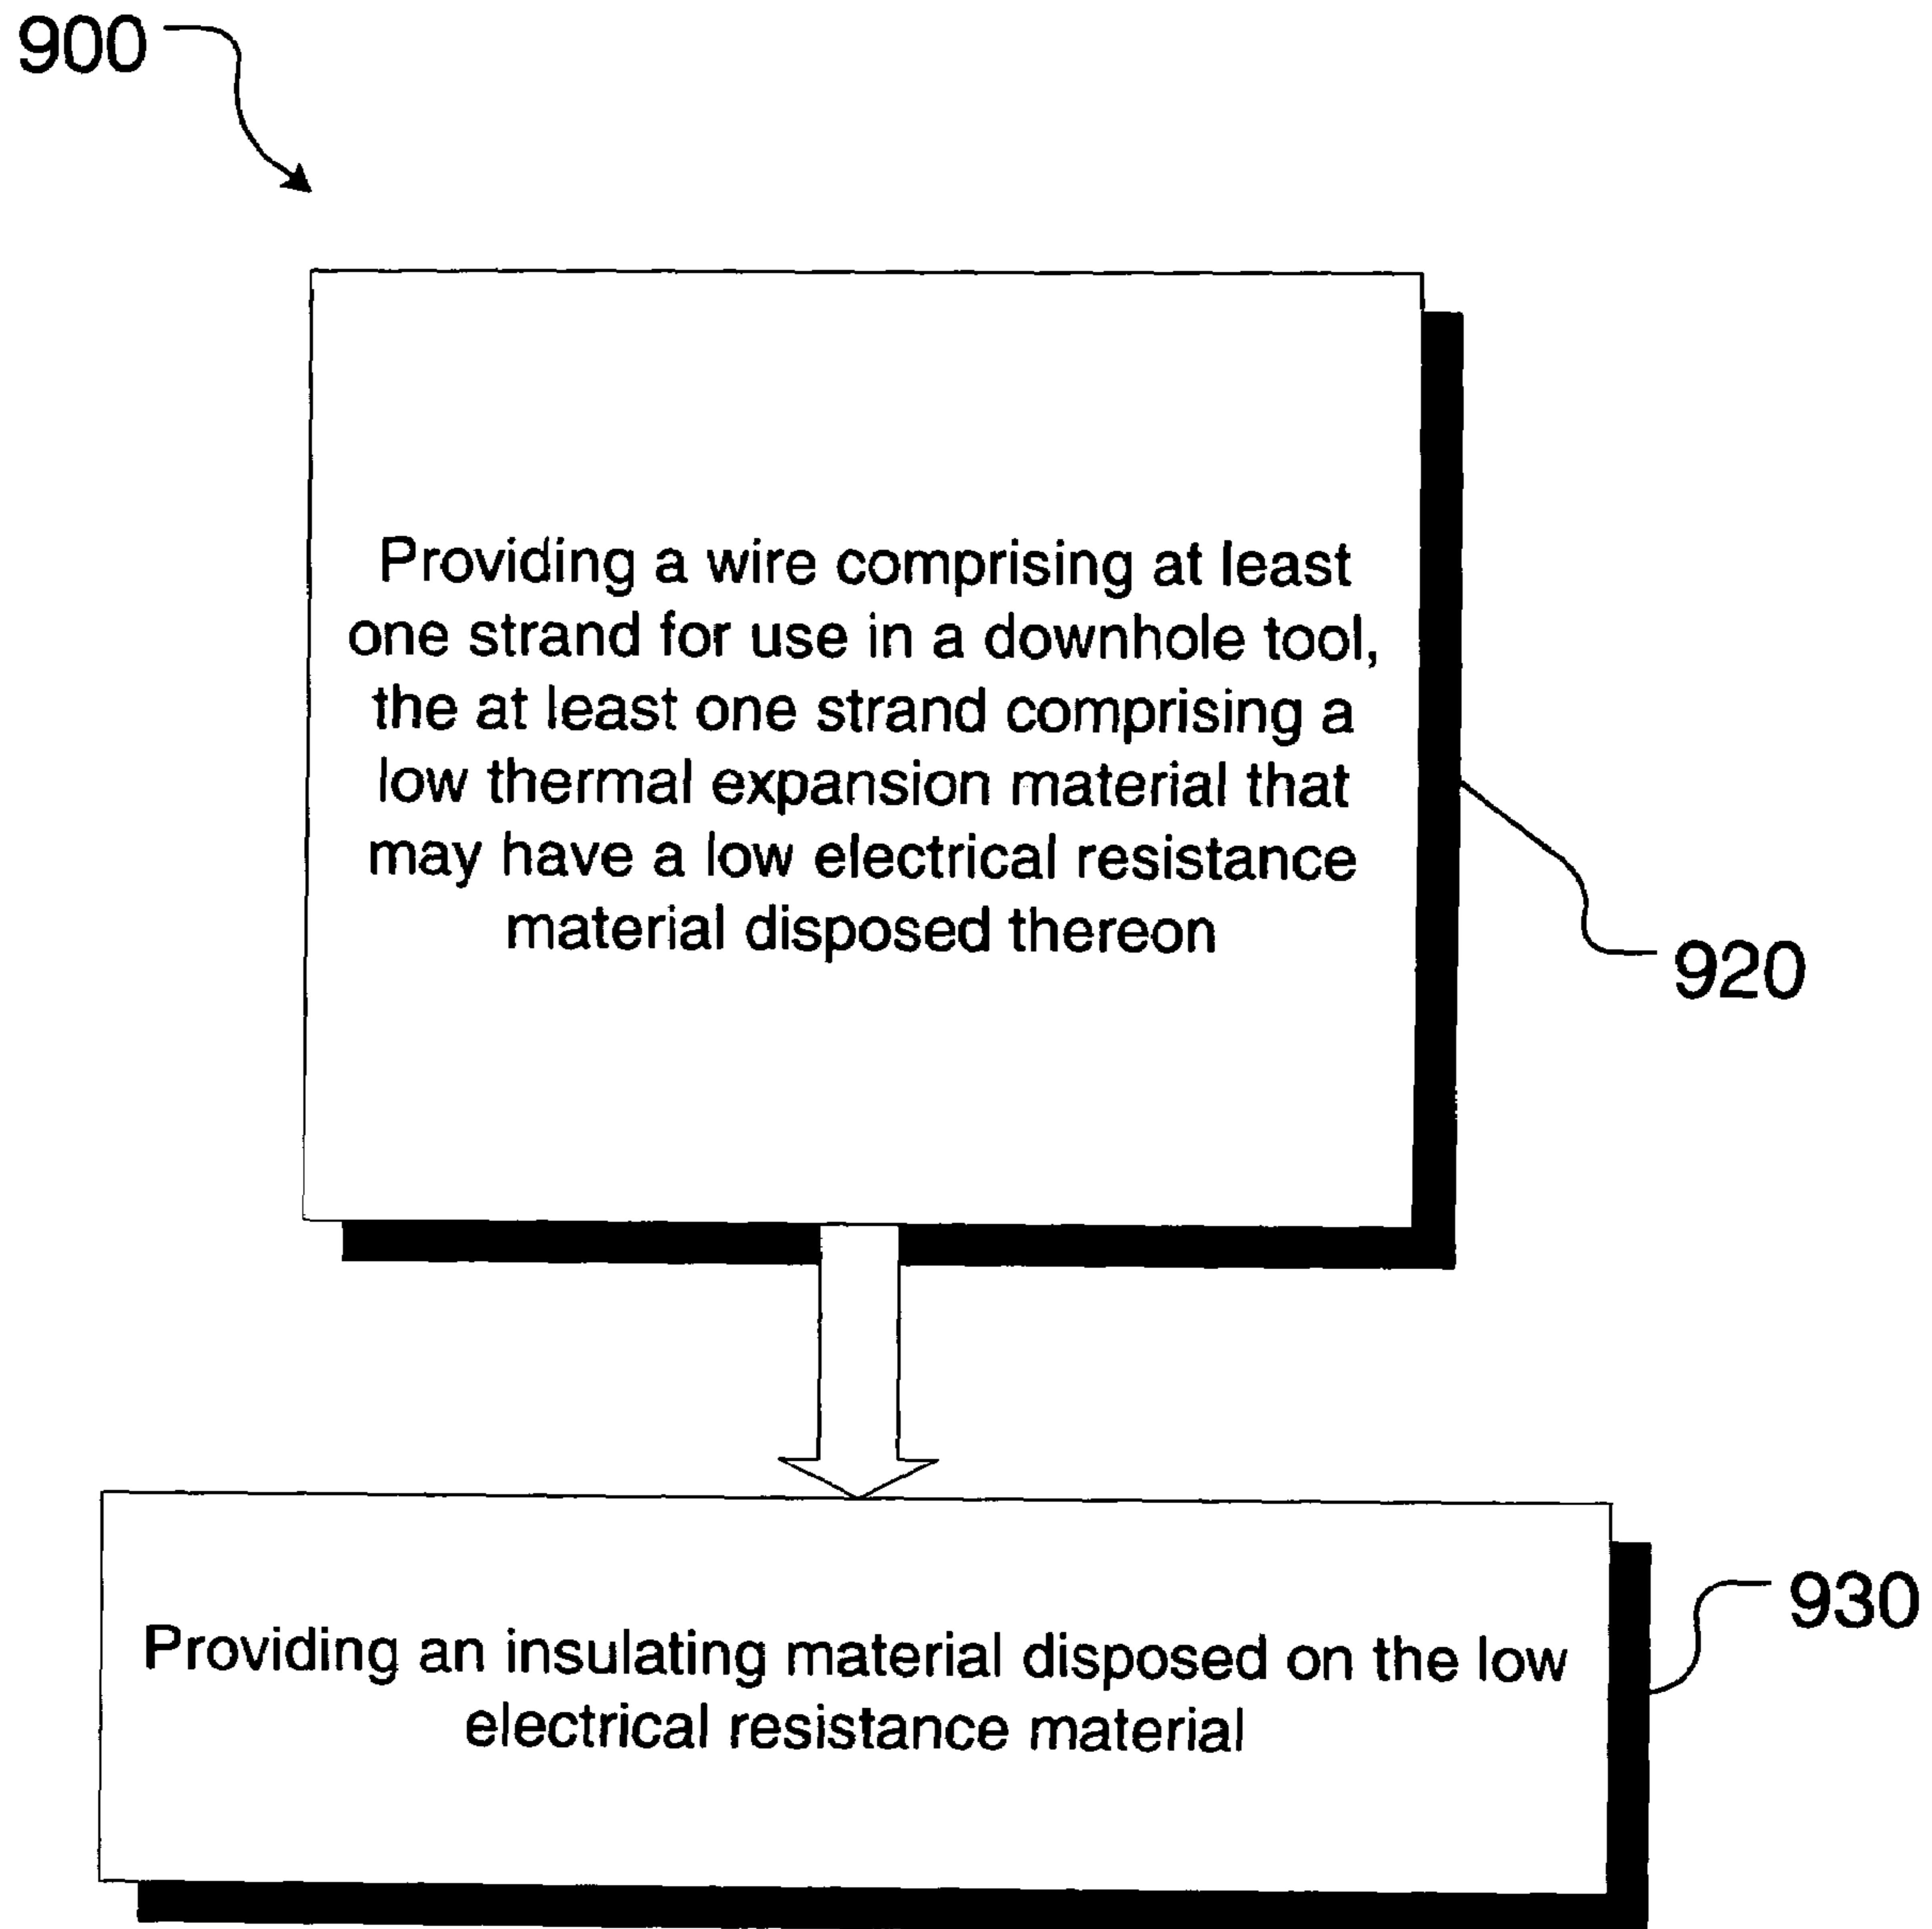 900
Providing a wire comprising at least
one strand for use in a downhole tool,
the at least one strand comprising a
low thermal expansion material that
may have a low electrical resistance
material disposed thereon
920
930
Providing an insulating material disposed on the low
electrical resistance material